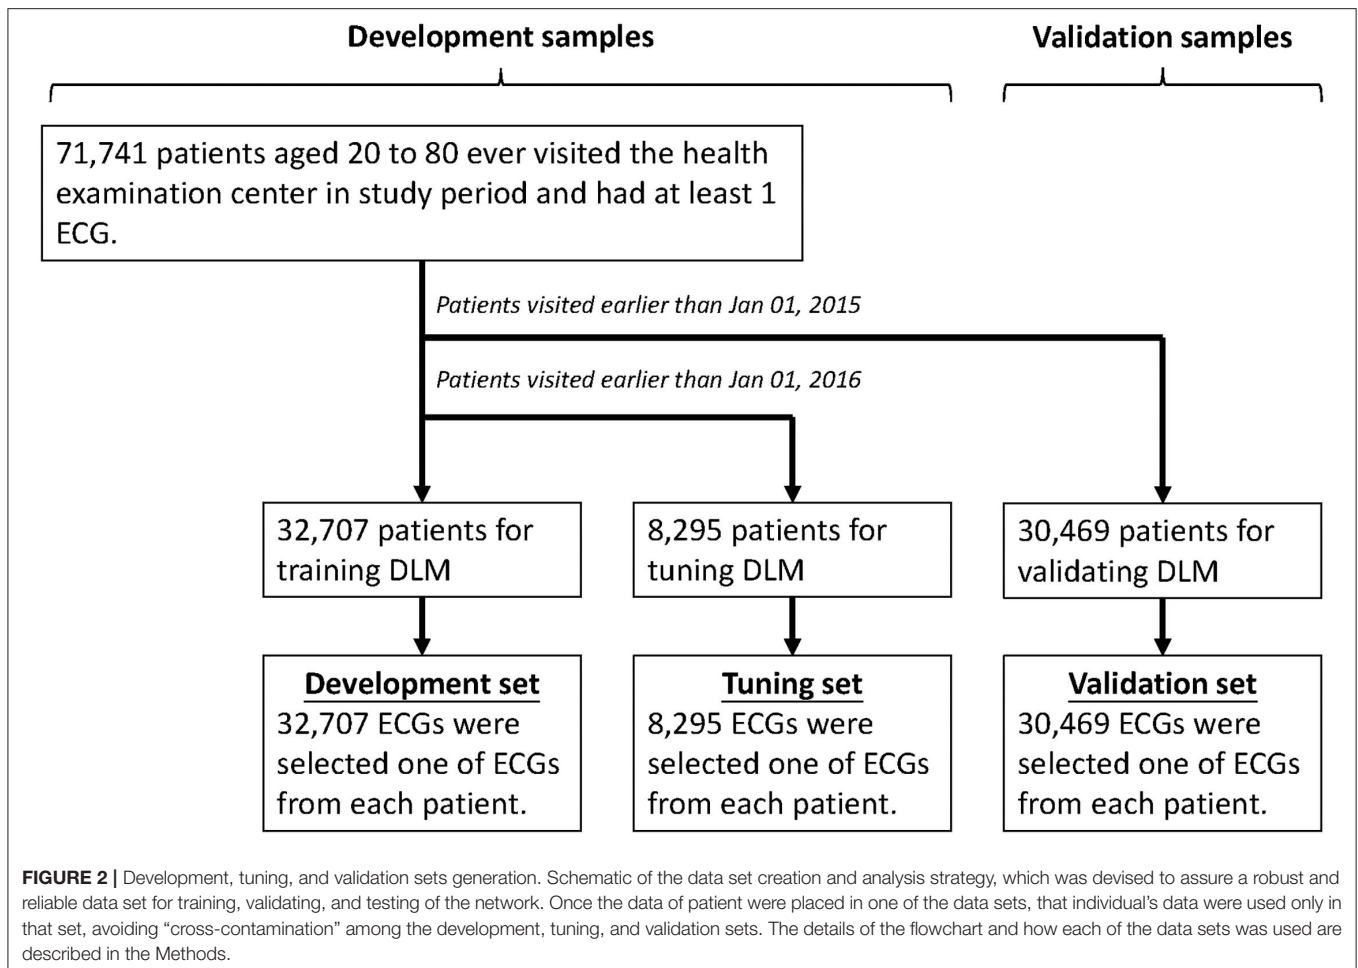 Development samples
Validation samples
71,741 patients aged 20 to 80 ever visited the health
examination center in study period and had at least 1
ECG.
Patients visited earlier than Jan 01, 2015
Patients visited earlier than Jan 01, 2016
32,707 patients for
training DLM
8,295 patients for
tuning DLM
30,469 patients for
validating DLM
Development set
32,707 ECGs were
selected one of ECGs
from each patient.
Tuning set
8,295 ECGs were
selected one of ECGs
from each patient.
Validation set
30,469 ECGs were
selected one of ECGs
from each patient.
FIGURE 2 | Development, tuning, and validation sets generation. Schematic of the data set creation and analysis strategy, which was devised to assure a robust and
reliable data set for training, validating, and testing of the network. Once the data of patient were placed in one of the data sets, that individual's data were used only in
that set, avoiding “cross-contamination” among the development, tuning, and validation sets. The details of the flowchart and how each of the data sets was used are
described in the Methods.